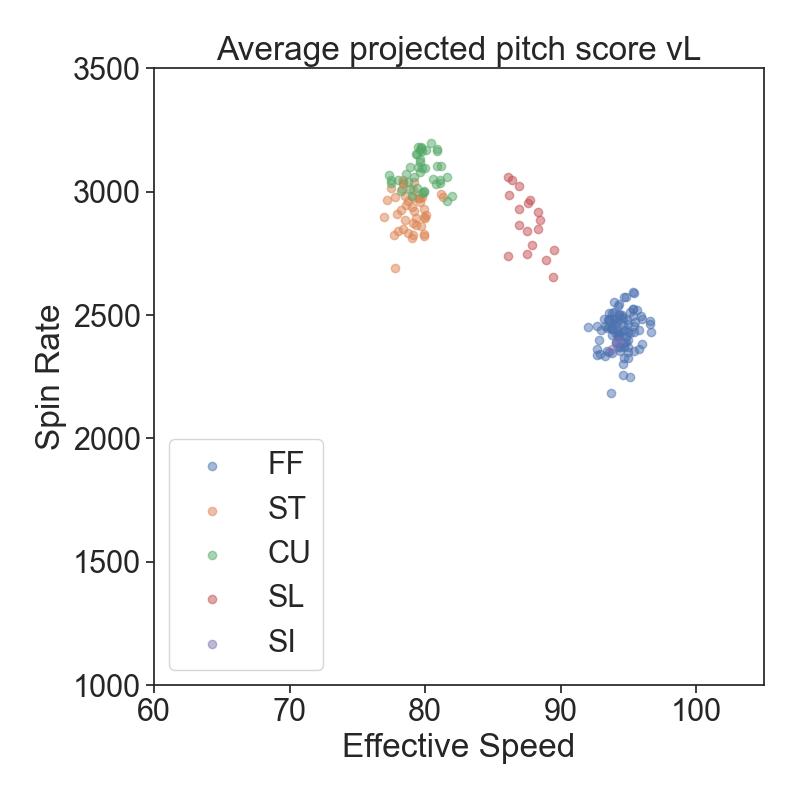 Average projected pitch score vL
3500
3000
2500
2000
1500
1000
Spin Rate
FF
ST
CU
SL
SI
60 70 80 90 100
Effective Speed